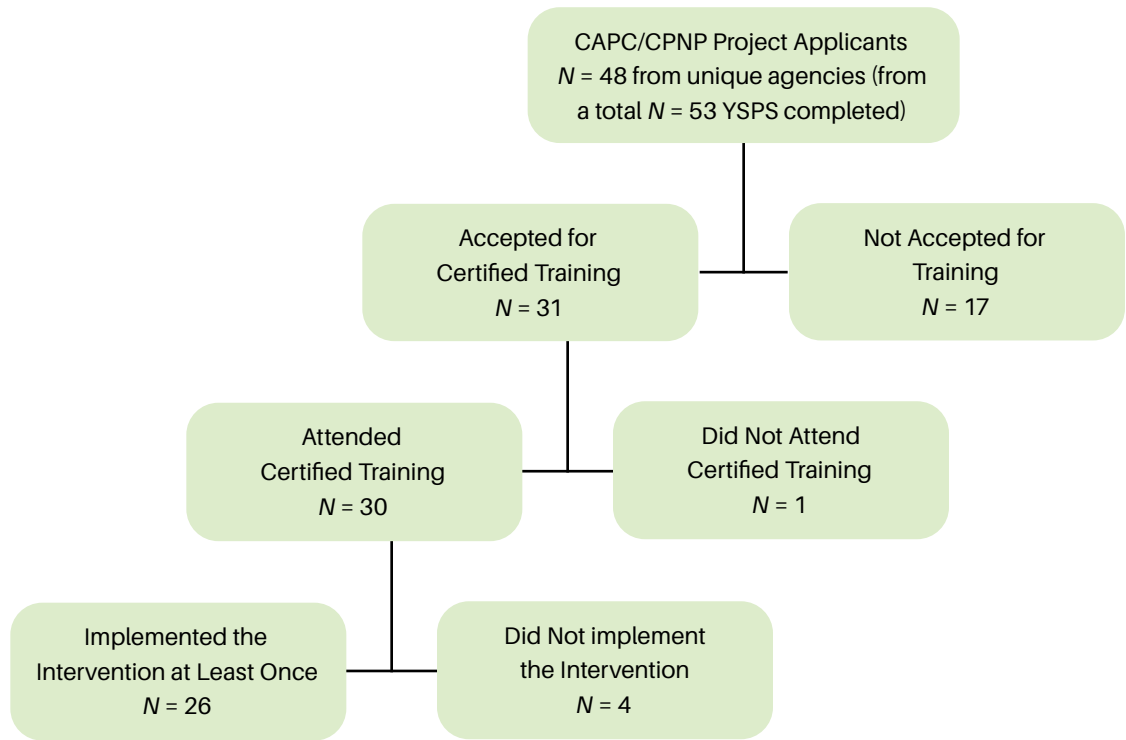 CAPC/CPNP Project Applicants
N = 48 from unique agencies (from
a total N = 53 YSPS completed)
Accepted for
Certified Training
N = 31
Not Accepted for
Training
N = 17
Attended
Certified Training
N = 30
Did Not Attend
Certified Training
N = 1
Implemented the
Intervention at Least Once
N = 26
Did Not implement
the Intervention
N = 4